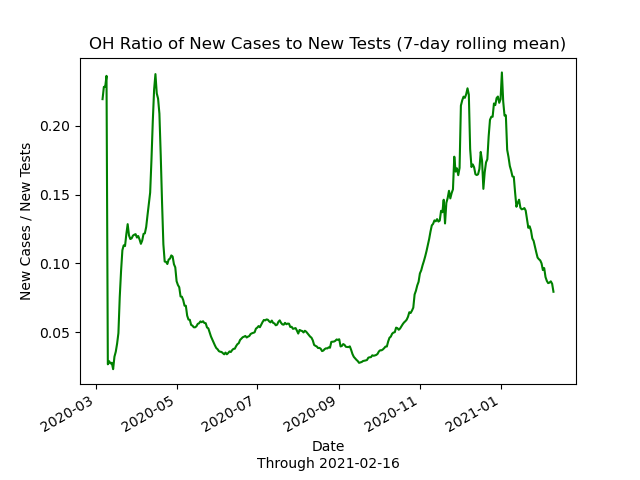 OH Ratio of New Cases to New Tests (7-day rolling mean)
New Cases / New Tests
0.20
0.15
0.10
0.05
2020-03
2020-05
2020-07
2020-09
2020-11
2021-01
Date
Through 2021-02-16